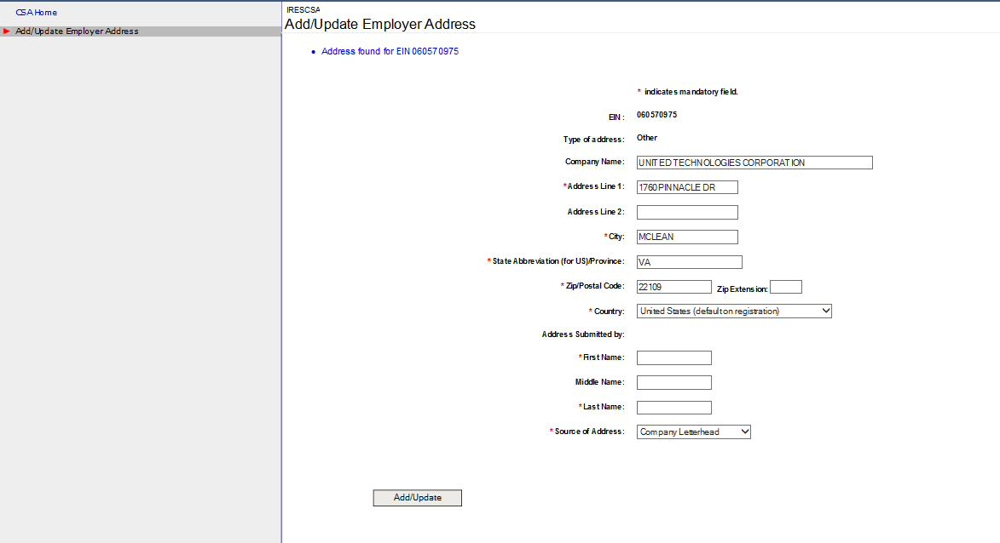 CSA Home
Add/Update Employer Address
IRESCSA
Add/Update Employer Address
Address found for EIN 060570975
* indicates mandatory field.
EIN : 060570975
Type of address: Other
Company Name: UNITED TECHNOLOGIES CORPORATION
*Address Line 1: 1760 PINNACLE DR
Address Line 2:
*City: MCLEAN
* State Abbreviation (for US)/Province: VA
* Zip/Postal Code: 22109 Zip Extension:
* Country: United States (default on registration)
Address Submitted by:
*First Name:
Middle Name:
*Last Name:
* Source of Address: Company Letterhead
Add/Update